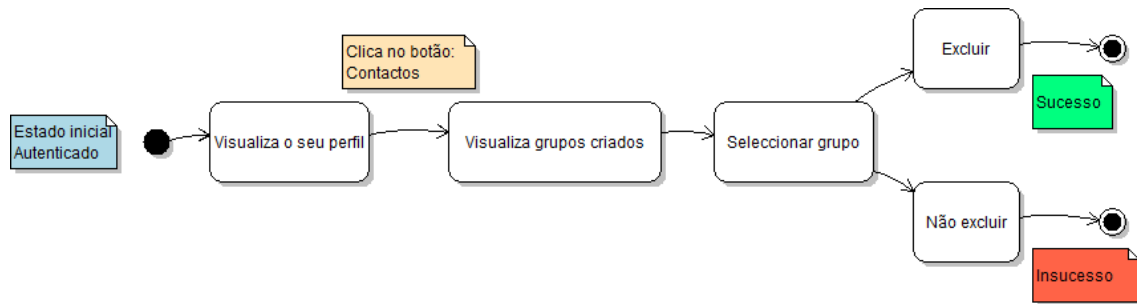 Estado inicial
Autenticado
Visualiza o seu perfil
Clica no botão:
Contactos
Visualiza grupos criados
Seleccionar grupo
Excluir
Sucesso
Não excluir
Insucesso